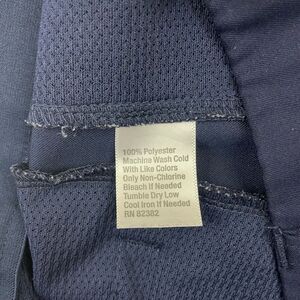 100% Polyester
Machine Wash Cold
With Like Colors
Only Non-Chlorine
Bleach If Needed
Tumble Dry Low
Cool Iron If Needed
RN 82382